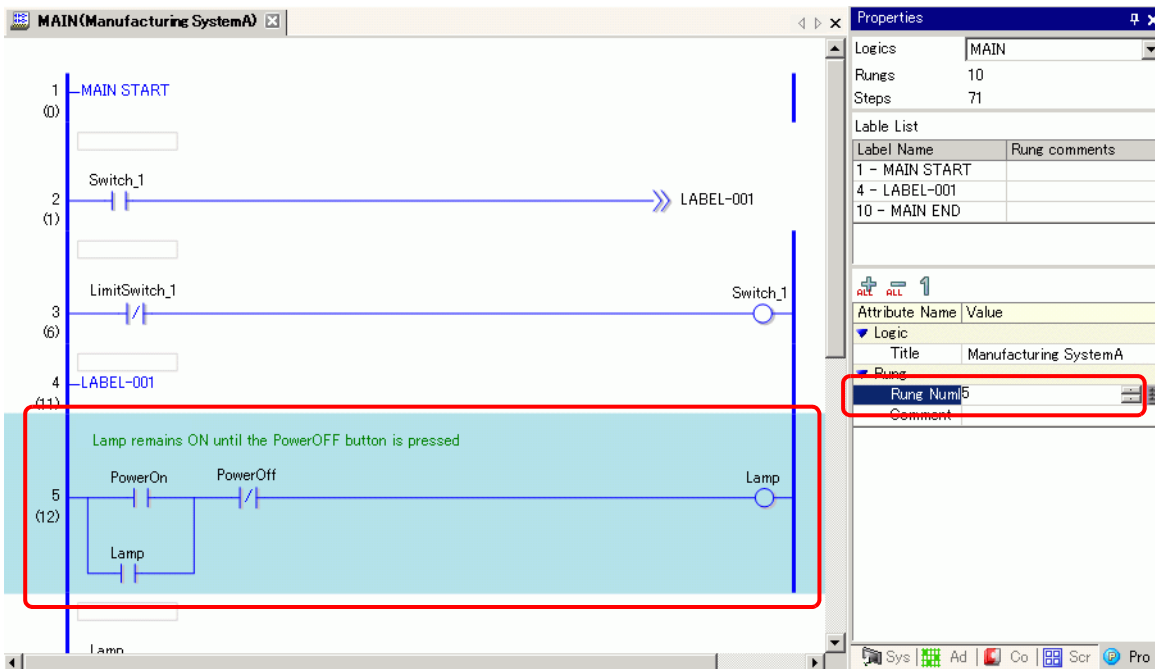 MAIN(Manufacturing SystemA)
1
MAIN START
(0)
Switch_1
2
LABEL-001
(1)
LimitSwitch_1
Switch_1
3
(6)
4
LABEL-001
(11)
Lamp remains ON until the PowerOFF button is pressed
PowerOn
PowerOff
Lamp
5
(12)
Lamp
Lamp
Properties
Logics
MAIN
Rungs
10
Steps
71
Lable List
Label Name
Rung comments
1 - MAIN START
4 - LABEL-001
10 - MAIN END
ALL
ALL
1
Attribute Name
Value
Logic
Title
Manufacturing SystemA
Rung
Rung Num
5
Comment
Sys
Ad
Co
Scr
Pro